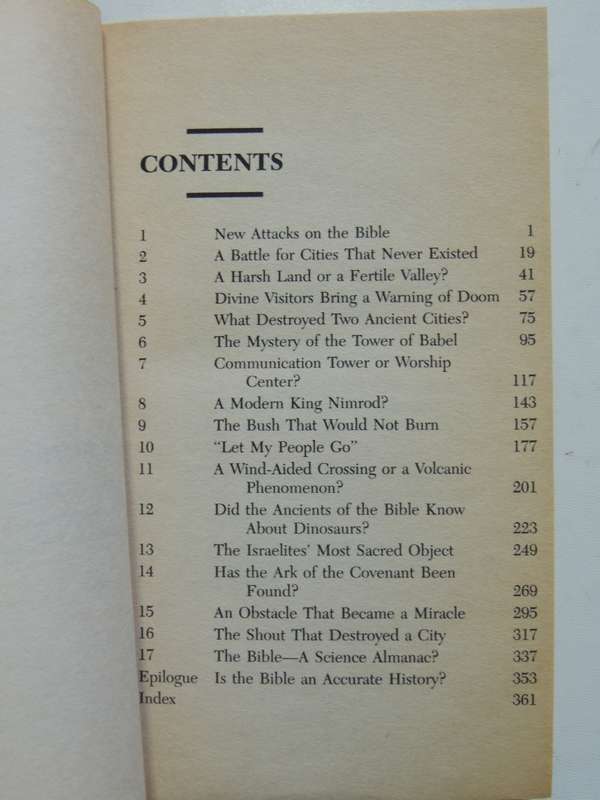 CONTENTS
1 New Attacks on the Bible 1
2 A Battle for Cities That Never Existed 19
3 A Harsh Land or a Fertile Valley? 41
4 Divine Visitors Bring a Warning of Doom 57
5 What Destroyed Two Ancient Cities? 75
6 The Mystery of the Tower of Babel 95
7 Communication Tower or Worship
Center? 117
8 A Modern King Nimrod? 143
9 The Bush That Would Not Burn 157
10 “Let My People Go” 177
11 A Wind-Aided Crossing or a Volcanic
Phenomenon? 201
12 Did the Ancients of the Bible Know
About Dinosaurs? 223
13 The Israelites’ Most Sacred Object 249
14 Has the Ark of the Covenant Been
Found? 269
15 An Obstacle That Became a Miracle 295
16 The Shout That Destroyed a City 317
17 The Bible—A Science Almanac? 337
Epilogue Is the Bible an Accurate History? 353
Index 361